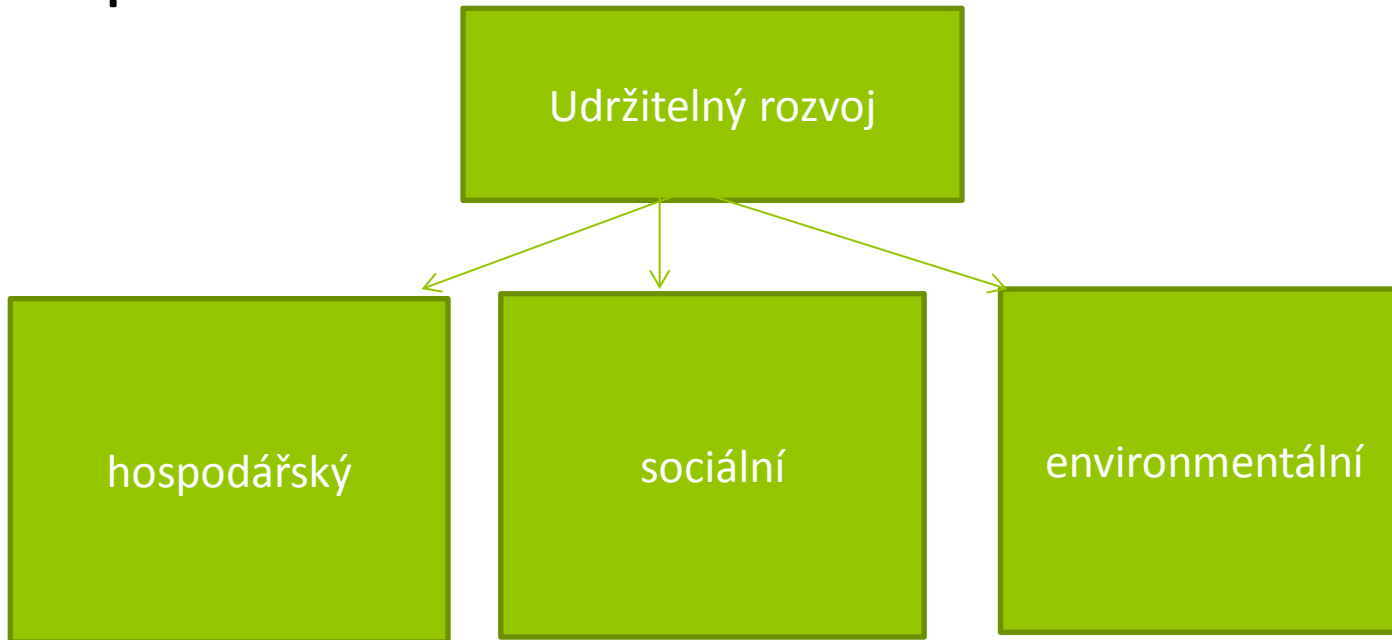 Udržitelný rozvoj
hospodářský
sociální
environmentální